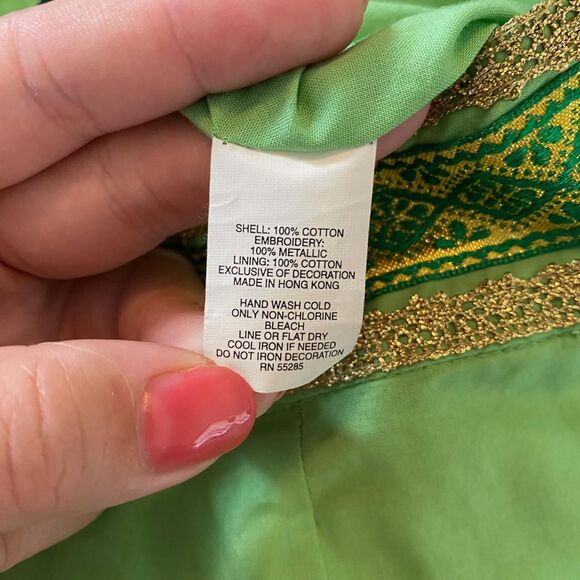 SHELL: 100% COTTON
EMBROIDERY:
100% METALLIC
LINING: 100% COTTON
EXCLUSIVE OF DECORATION
MADE IN HONG KONG
HAND WASH COLD
ONLY NON-CHLORINE
BLEACH
LINE OR FLAT DRY
COOL IRON IF NEEDED
DO NOT IRON DECORATION
RN 55285